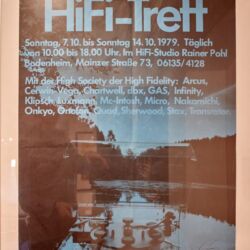 HiFi-Treff
Sonntag, 7.10. bis Sonntag 14.10.1979. Täglich
von 10.00 bis 18.00 Uhr. Im HiFi-Studio Rainer Pohl
Bodenheim, Mainzer Straße 73, 06135/4128
Mit der High Society der High Fidelity: Arcus,
Cerwin-Vega, Chartwell, dbx, GAS, Infinity,
Klipsch, Luxmann, Mc-Intosh, Micro, Nakamichi,
Onkyo, Ortofon, Quad, Sherwood, Stax, Transrotor.